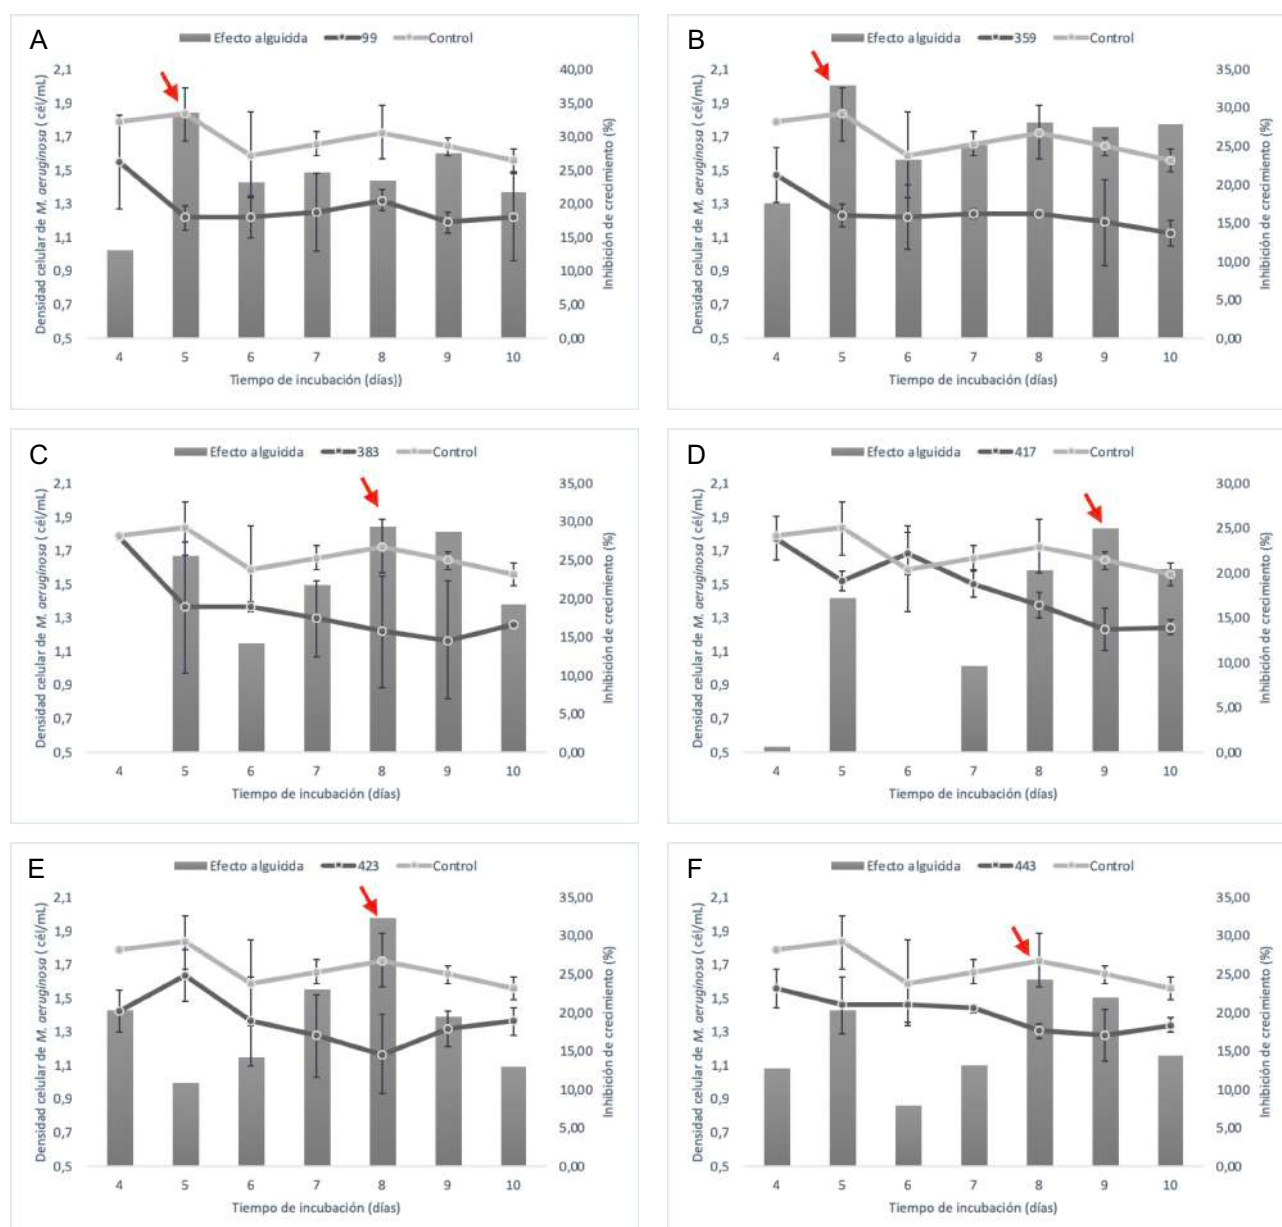 A
Efecto alguicida 99 Control
Densidad celular de M. aeruginosa ( cél/mL)
2,1
1,9
1,7
1,5
1,3
1,1
0,9
0,7
0,5
40,00
35,00
30,00
25,00
20,00
15,00
10,00
5,00
0,00
Inhibición de crecimiento (%)
4 5 6 7 8 9 10
Tiempo de incubación (días))
B
Efecto alguicida 359 Control
Densidad celular de M. aeruginosa ( cél/mL)
2,1
1,9
1,7
1,5
1,3
1,1
0,9
0,7
0,5
35,00
30,00
25,00
20,00
15,00
10,00
5,00
0,00
Inhibición de crecimiento (%)
4 5 6 7 8 9 10
Tiempo de incubación (días)
C
Efecto alguicida 383 Control
Densidad celular de M. aeruginosa ( cél/mL)
2,1
1,9
1,7
1,5
1,3
1,1
0,9
0,7
0,5
35,00
30,00
25,00
20,00
15,00
10,00
5,00
0,00
Inhibición de crecimiento (%)
4 5 6 7 8 9 10
Tiempo de incubación (días)
D
Efecto alguicida 417 Control
Densidad celular de M. aeruginosa ( cél/mL)
2,1
1,9
1,7
1,5
1,3
1,1
0,9
0,7
0,5
30,00
25,00
20,00
15,00
10,00
5,00
0,00
Inhibición de crecimiento (%)
4 5 6 7 8 9 10
Tiempo de incubación (días)
E
Efecto alguicida 423 Control
Densidad celular de M. aeruginosa ( cél/mL)
2,1
1,9
1,7
1,5
1,3
1,1
0,9
0,7
0,5
35,00
30,00
25,00
20,00
15,00
10,00
5,00
0,00
Inhibición de crecimiento (%)
4 5 6 7 8 9 10
Tiempo de incubación (días)
F
Efecto alguicida 443 Control
Densidad celular de M. aeruginosa ( cél/mL)
2,1
1,9
1,7
1,5
1,3
1,1
0,9
0,7
0,5
35,00
30,00
25,00
20,00
15,00
10,00
5,00
0,00
Inhibición de crecimiento (%)
4 5 6 7 8 9 10
Tiempo de incubación (días)